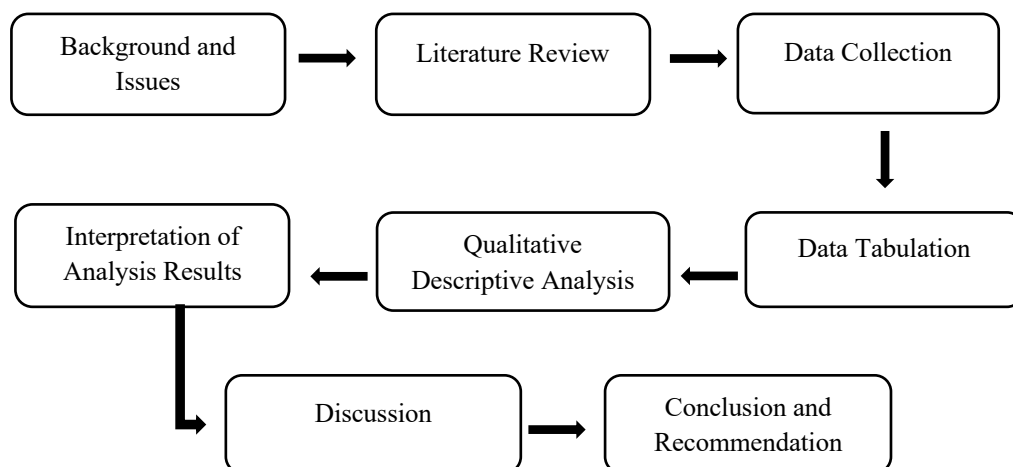 Background and
Issues
Literature Review
Data Collection
Interpretation of
Analysis Results
Qualitative
Descriptive Analysis
Data Tabulation
Discussion
Conclusion and
Recommendation